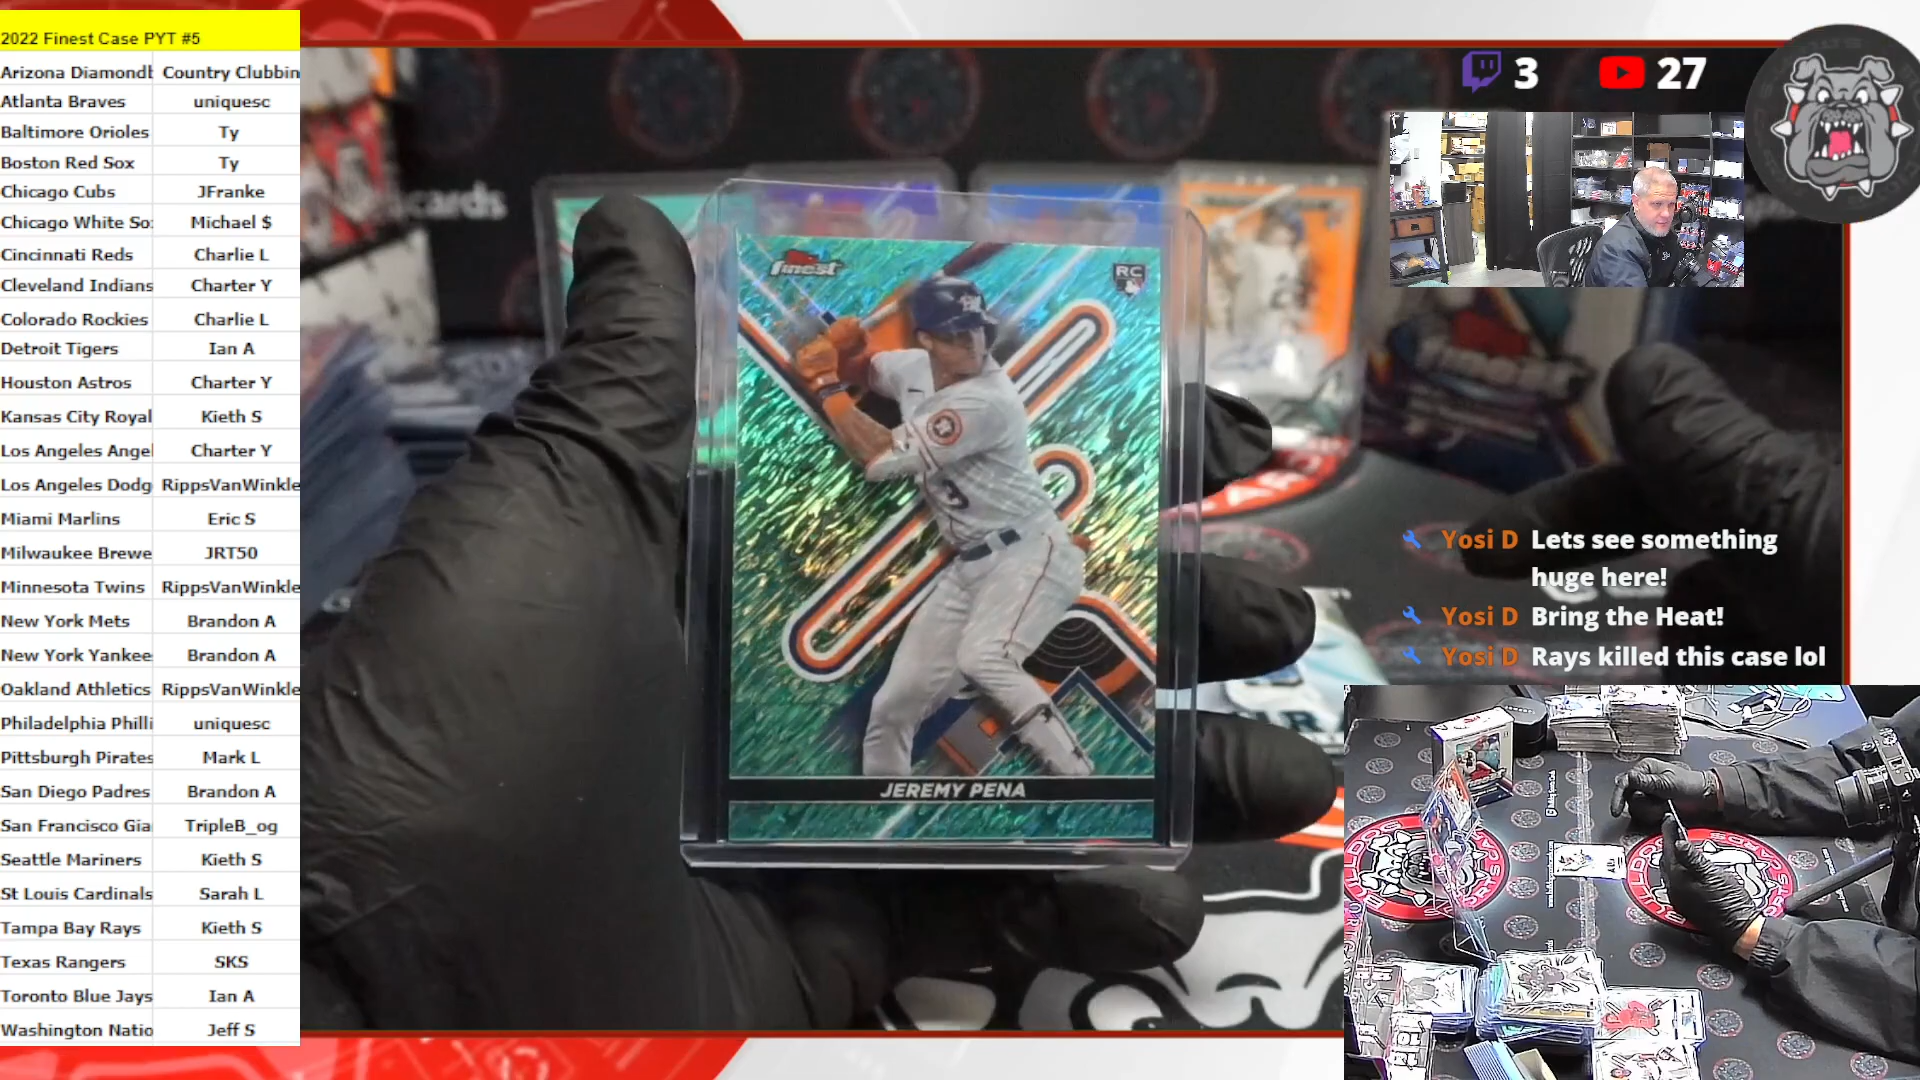 2022 Finest Case PYT #5
Arizona Diamondb Country Clubbin
Atlanta Braves uniquesc
Baltimore Orioles Ty
Boston Red Sox Ty
Chicago Cubs JFranke
Chicago White So Michael $
Cincinnati Reds Charlie L
Cleveland Indians Charter Y
Colorado Rockies Charlie L
Detroit Tigers Ian A
Houston Astros Charter Y
Kansas City Royal Kieth S
Los Angeles Angel Charter Y
Los Angeles Dodg RippsVanWinkle
Miami Marlins Eric S
Milwaukee Brewe JRT50
Minnesota Twins RippsVanWinkle
New York Mets Brandon A
New York Yankee Brandon A
Oakland Athletics RippsVanWinkle
Philadelphia Philli uniquesc
Pittsburgh Pirates Mark L
San Diego Padres Brandon A
San Francisco Gia TripleB_og
Seattle Mariners Kieth S
St Louis Cardinals Sarah L
Tampa Bay Rays Kieth S
Texas Rangers SKS
Toronto Blue Jays Ian A
Washington Natio Jeff S
3 27
cards
finest
RC
3
JEREMY PENA
Yosi D Lets see something
huge here!
Yosi D Bring the Heat!
Yosi D Rays killed this case lol